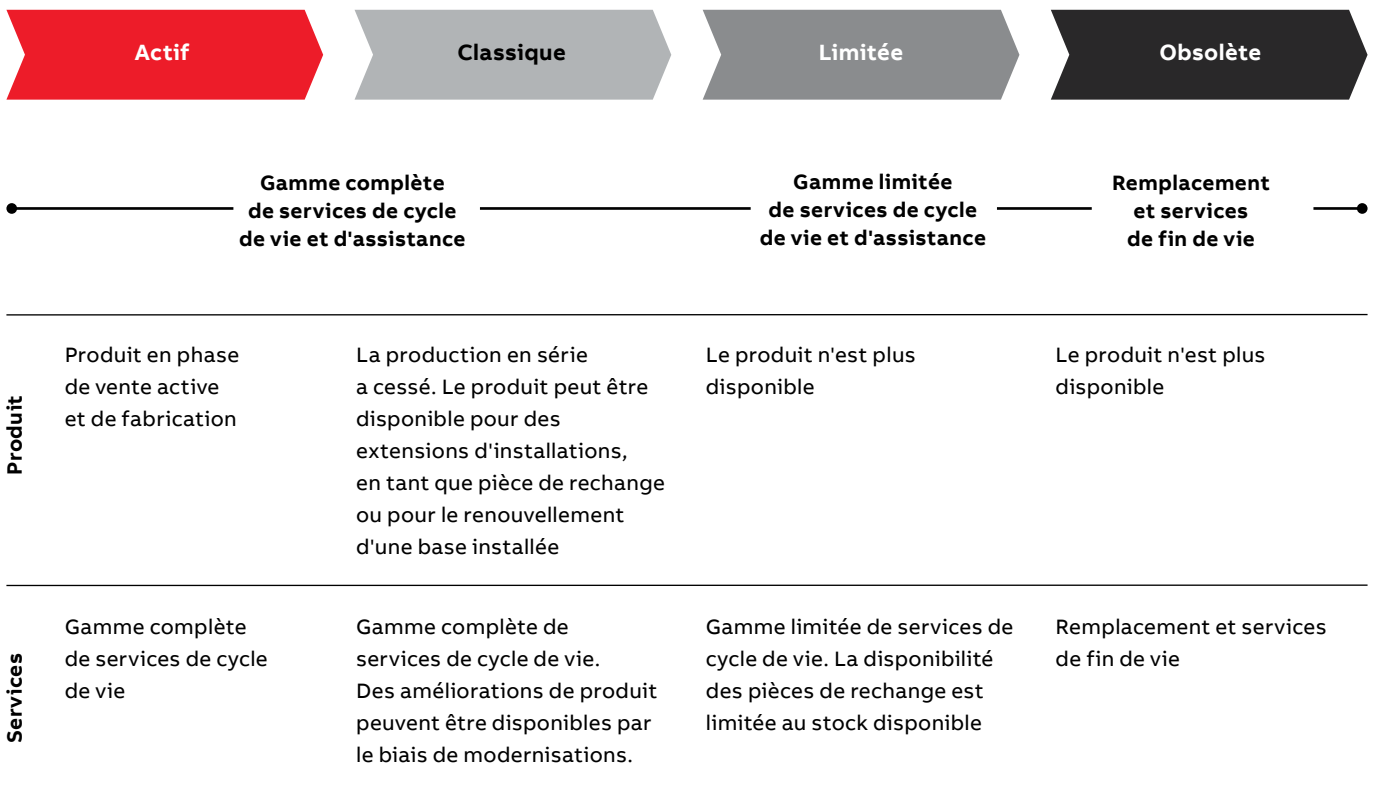 Actif
Classique
Limitée
Obsolète
Gamme complète
de services de cycle
de vie et d'assistance
Gamme limitée
de services de cycle
de vie et d'assistance
Remplacement
et services
de fin de vie
Produit
Produit en phase
de vente active
et de fabrication
La production en série
a cessé. Le produit peut être
disponible pour des
extensions d'installations,
en tant que pièce de rechange
ou pour le renouvellement
d'une base installée
Le produit n'est plus
disponible
Le produit n'est plus
disponible
Services
Gamme complète
de services de cycle
de vie
Gamme complète de
services de cycle de vie.
Des améliorations de produit
peuvent être disponibles par
le biais de modernisations.
Gamme limitée de services de
cycle de vie. La disponibilité
des pièces de rechange est
limitée au stock disponible
Remplacement et services
de fin de vie